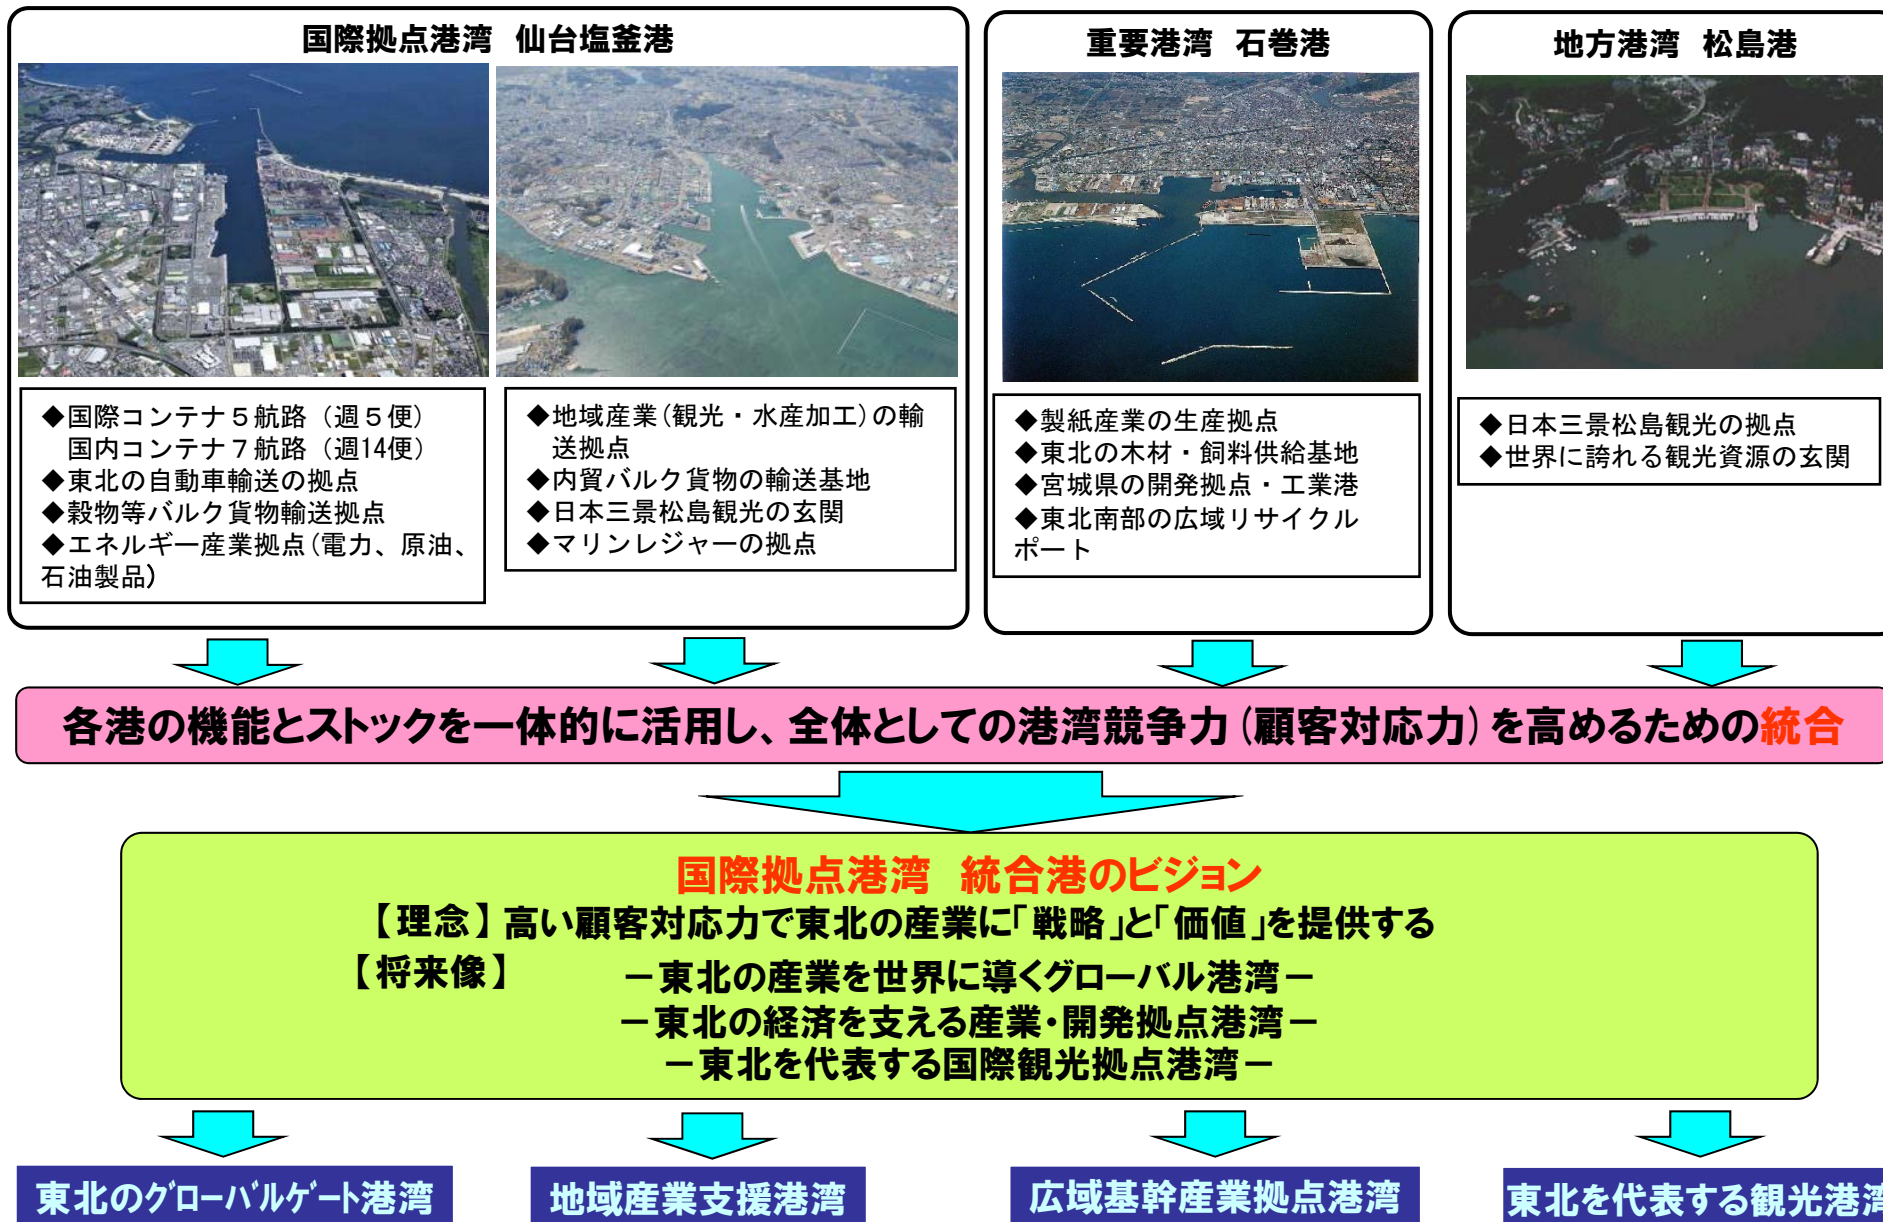 国際拠点港湾　仙台塩釜港
◆国際コンテナ５航路（週５便）
国内コンテナ７航路（週14便）
◆東北の自動車輸送の拠点
◆穀物等バルク貨物輸送拠点
◆エネルギー産業拠点(電力、原油、
石油製品)
◆地域産業(観光・水産加工)の輸
送拠点
◆内貿バルク貨物の輸送基地
◆日本三景松島観光の玄関
◆マリンレジャーの拠点
重要港湾　石巻港
◆製紙産業の生産拠点
◆東北の木材・飼料供給基地
◆宮城県の開発拠点・工業港
◆東北南部の広域リサイクル
ポート
地方港湾　松島港
◆日本三景松島観光の拠点
◆世界に誇れる観光資源の玄関
各港の機能とストックを一体的に活用し、全体としての港湾競争力(顧客対応力)を高めるための統合
国際拠点港湾　統合港のビジョン
【理念】高い顧客対応力で東北の産業に「戦略」と「価値」を提供する
【将来像】　－東北の産業を世界に導くグローバル港湾－
－東北の経済を支える産業・開発拠点港湾－
－東北を代表する国際観光拠点港湾－
東北のｸﾞﾛｰﾊﾞﾙｹﾞｰﾄ港湾
地域産業支援港湾
広域基幹産業拠点港湾
東北を代表する観光港湾